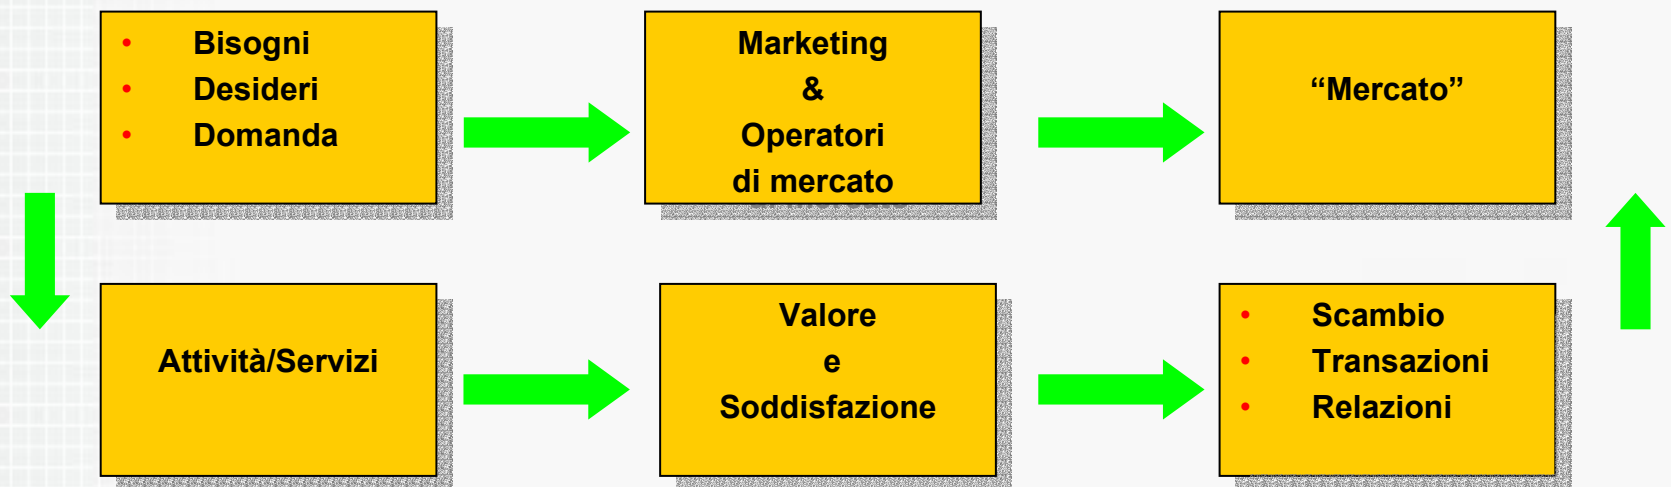 • Bisogni
• Desideri
• Domanda
Marketing
&
Operatori
di mercato
“Mercato”
Attività/Servizi
Valore
e
Soddisfazione
• Scambio
• Transazioni
• Relazioni